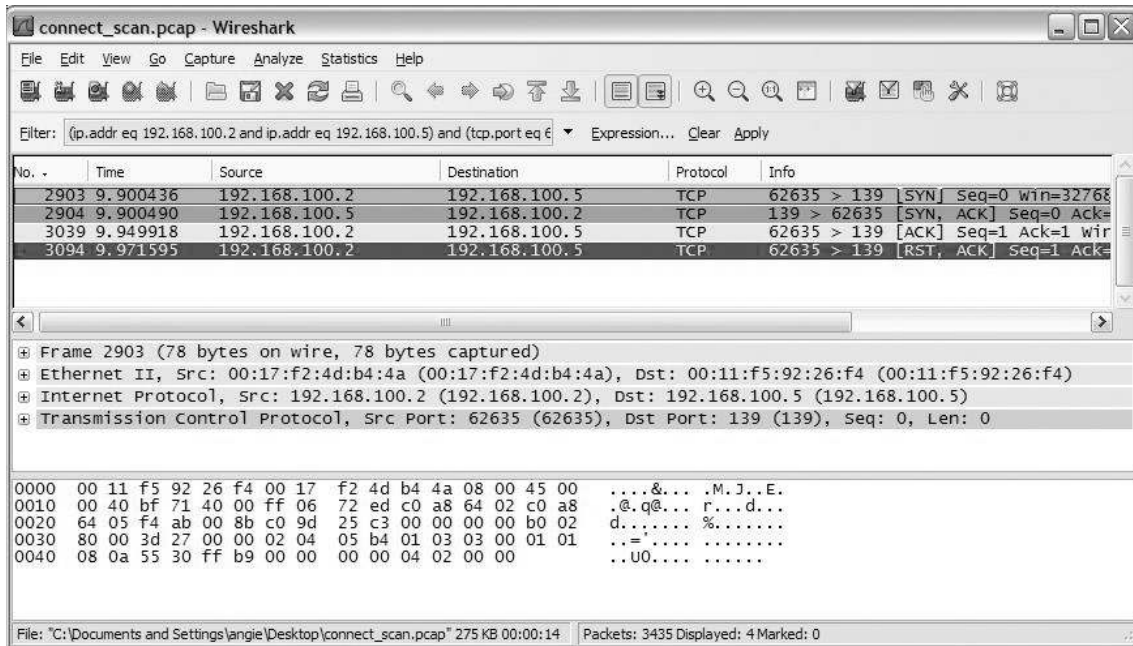 connect_scan.pcap - Wireshark
File Edit View Go Capture Analyze Statistics Help
Filter: (ip.addr eq 192.168.100.2 and ip.addr eq 192.168.100.5) and (tcp.port eq 6 Expression... Clear Apply
No. - Time Source Destination Protocol Info
2903 9.900436 192.168.100.2 192.168.100.5 TCP 62635 > 139 [SYN] Seq=0 Win=32768
2904 9.900490 192.168.100.5 192.168.100.2 TCP 139 > 62635 [SYN, ACK] Seq=0 Ack=
3039 9.949918 192.168.100.2 192.168.100.5 TCP 62635 > 139 [ACK] Seq=1 Ack=1 Wir
3094 9.971595 192.168.100.2 192.168.100.5 TCP 62635 > 139 [RST, ACK] Seq=1 Ack=
Frame 2903 (78 bytes on wire, 78 bytes captured)
Ethernet II, Src: 00:17:f2:4d:b4:4a (00:17:f2:4d:b4:4a), Dst: 00:11:f5:92:26:f4 (00:11:f5:92:26:f4)
Internet Protocol, Src: 192.168.100.2 (192.168.100.2), Dst: 192.168.100.5 (192.168.100.5)
Transmission Control Protocol, Src Port: 62635 (62635), Dst Port: 139 (139), Seq: 0, Len: 0
0000 00 11 f5 92 26 f4 00 17 f2 4d b4 4a 08 00 45 00 ....&... .M.J..E.
0010 00 40 bf 71 40 00 ff 06 72 ed c0 a8 64 02 c0 a8 .@.q@... r...d...
0020 64 05 f4 ab 00 8b c0 9d 25 c3 00 00 00 00 b0 02 d....... %.......
0030 80 00 3d 27 00 00 02 04 05 b4 01 03 03 00 01 01 ..='.... ........
0040 08 0a 55 30 ff b9 00 00 00 00 04 02 00 00 ..U0.... ......
File: "C:\Documents and Settings\angie\Desktop\connect_scan.pcap" 275 KB 00:00:14 Packets: 3435 Displayed: 4 Marked: 0